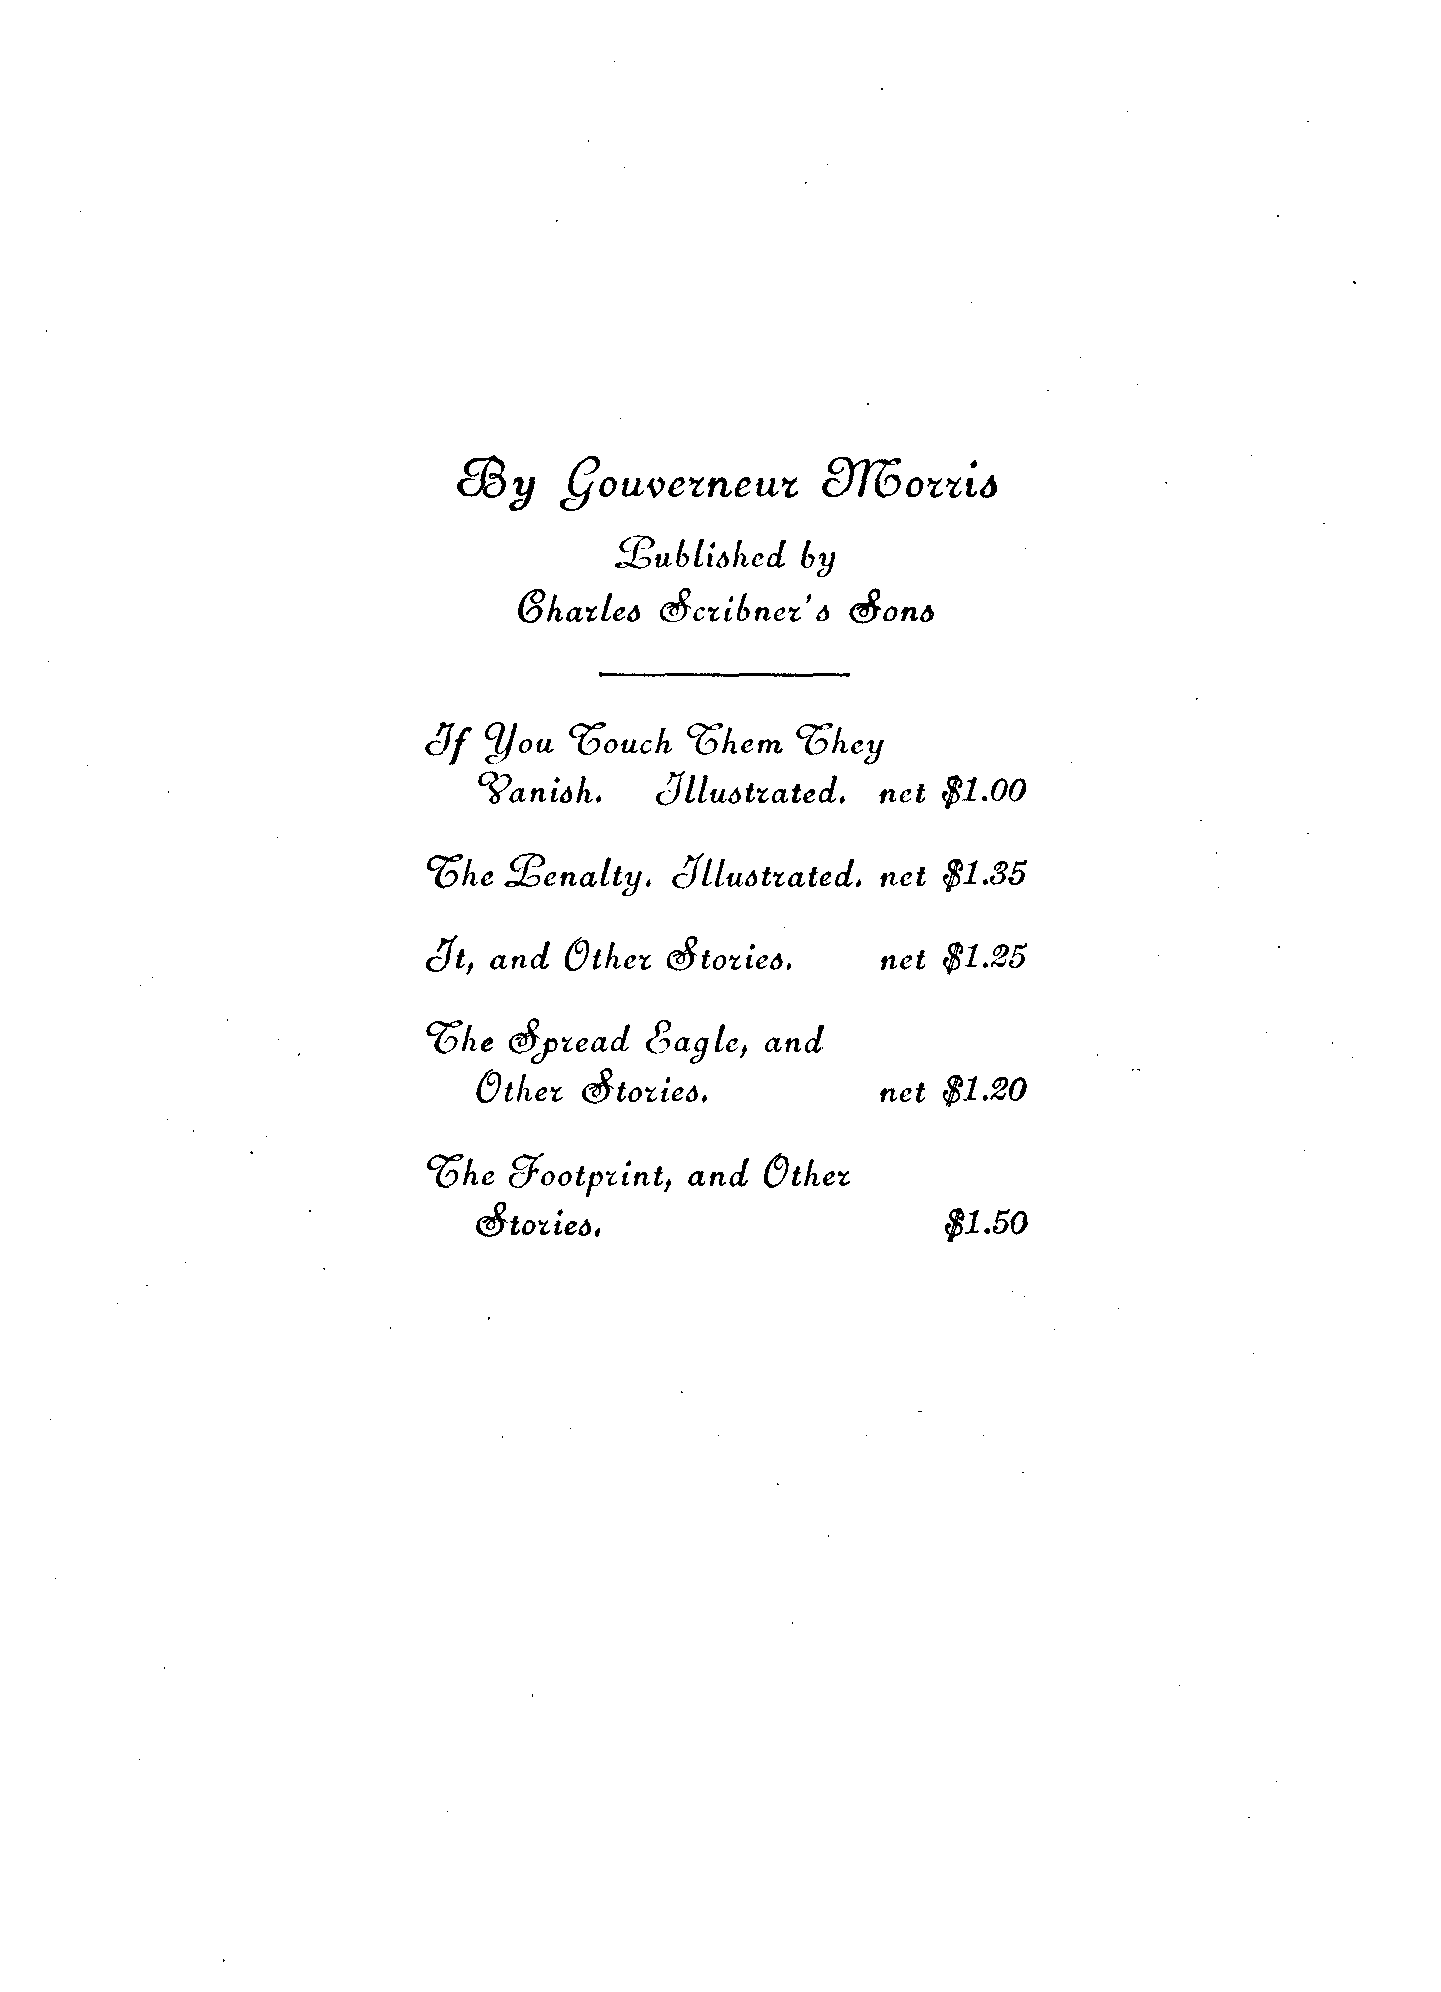 By Gouverneur Morris
Published by
Charles Scribner's Sons
If You Touch Them They
Vanish. Illustrated. net $1.00
The Penalty. Illustrated. net $1.35
It, and Other Stories. net $1.25
The Spread Eagle, and
Other Stories. net $1.20
The Footprint, and Other
Stories. $1.50